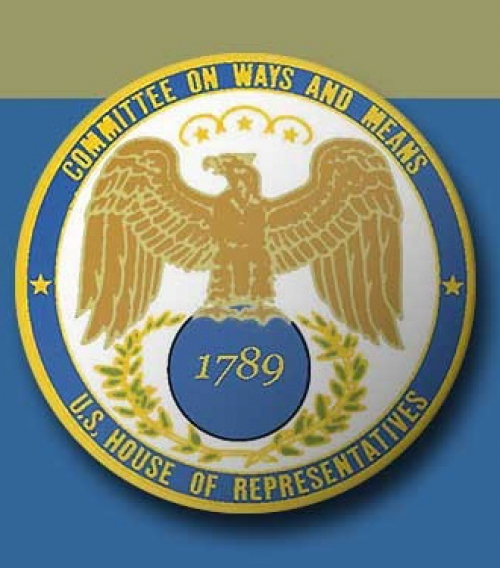 COMMITTEE ON WAYS AND MEANS
1789
U.S. HOUSE OF REPRESENTATIVES